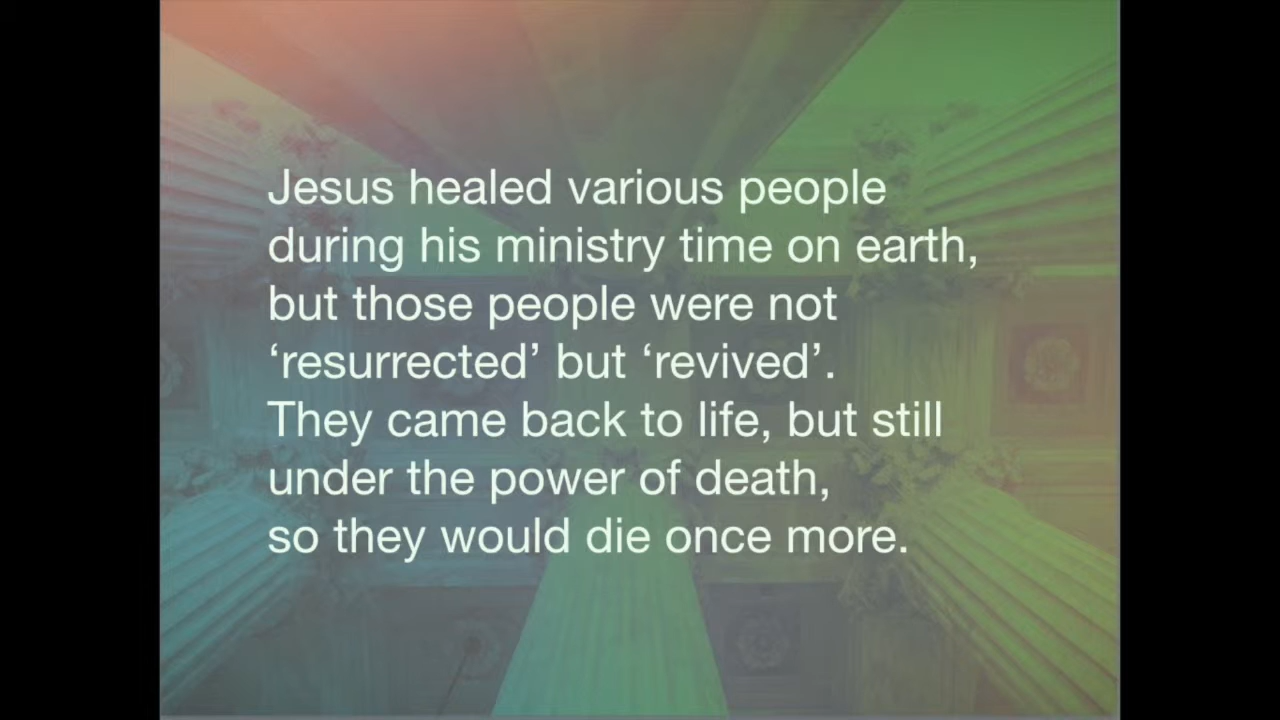 Jesus healed various people
during his ministry time on earth,
but those people were not
‘resurrected’ but ‘revived’.
They came back to life, but still
under the power of death,
so they would die once more.